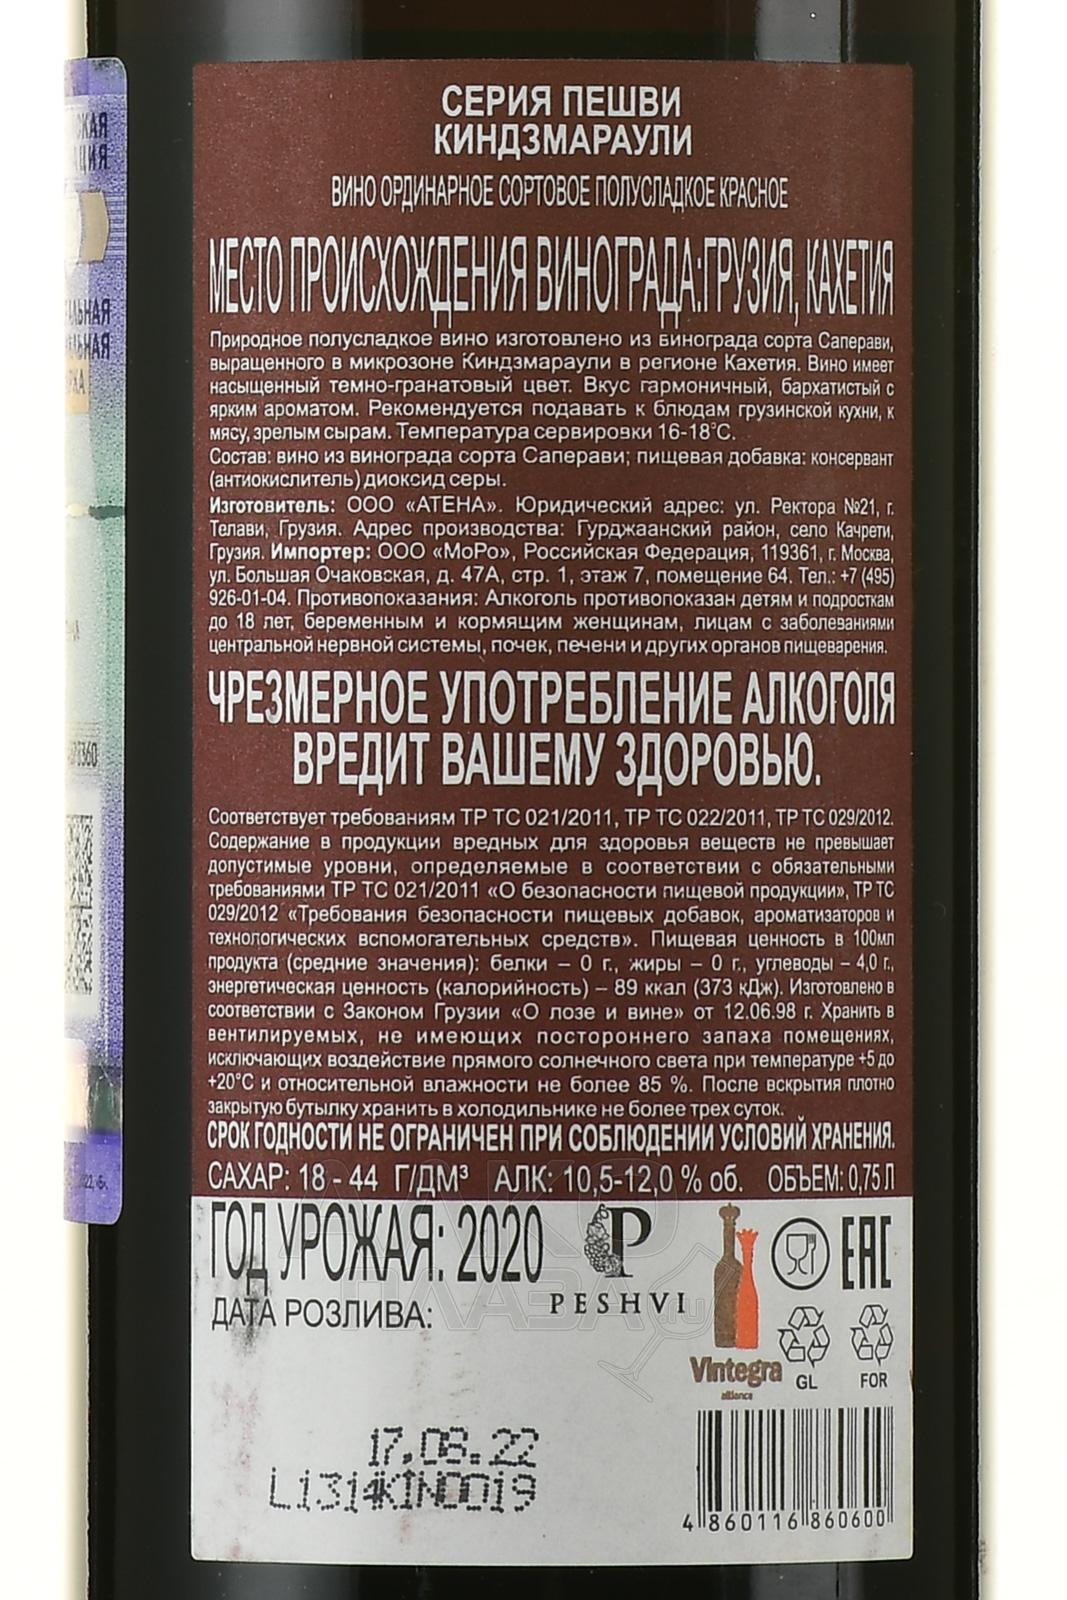 СЕРИЯ ПЕШВИ
КИНДЗМАРАУЛИ
ВИНО ОРДИНАРНОЕ СОРТОВОЕ ПОЛУСЛАДКОЕ КРАСНОЕ
МЕСТО ПРОИСХОЖДЕНИЯ ВИНОГРАДА:ГРУЗИЯ, КАХЕТИЯ
Природное полусладкое вино изготовлено из винограда сорта Саперави,
выращенного в микрозоне Киндзмараули в регионе Кахетия. Вино имеет
насыщенный темно-гранатовый цвет. Вкус гармоничный, бархатистый с
ярким ароматом. Рекомендуется подавать к блюдам грузинской кухни, к
мясу, зрелым сырам. Температура сервировки 16-18°С.
Состав: вино из винограда сорта Саперави; пищевая добавка: консервант
(антиокислитель) диоксид серы.
Изготовитель: ООО «АТЕНА». Юридический адрес: ул. Ректора №21, г.
Телави, Грузия. Адрес производства: Гурджаанский район, село Качрети,
Грузия. Импортер: ООО «МоРо», Российская Федерация, 119361, г. Москва,
ул. Большая Очаковская, д. 47А, стр. 1, этаж 7, помещение 64. Тел.: +7 (495)
926-01-04. Противопоказания: Алкоголь противопоказан детям и подросткам
до 18 лет, беременным и кормящим женщинам, лицам с заболеваниями
центральной нервной системы, почек, печени и других органов пищеварения.
ЧРЕЗМЕРНОЕ УПОТРЕБЛЕНИЕ АЛКОГОЛЯ
ВРЕДИТ ВАШЕМУ ЗДОРОВЬЮ.
Соответствует требованиям ТР ТС 021/2011, ТР ТС 022/2011, ТР ТС 029/2012.
Содержание в продукции вредных для здоровья веществ не превышает
допустимые уровни, определяемые в соответствии с обязательными
требованиями ТР ТС 021/2011 «О безопасности пищевой продукции», ТР ТС
029/2012 «Требования безопасности пищевых добавок, ароматизаторов и
технологических вспомогательных средств». Пищевая ценность в 100мл
продукта (средние значения): белки – 0 г., жиры – 0 г., углеводы – 4,0 г.,
энергетическая ценность (калорийность) – 89 ккал (373 кДж). Изготовлено в
соответствии с Законом Грузии «О лозе и вине» от 12.06.98 г. Хранить в
вентилируемых, не имеющих постороннего запаха помещениях,
исключающих воздействие прямого солнечного света при температуре +5 до
+20°С и относительной влажности не более 85 %. После вскрытия плотно
закрытую бутылку хранить в холодильнике не более трех суток.
СРОК ГОДНОСТИ НЕ ОГРАНИЧЕН ПРИ СОБЛЮДЕНИИ УСЛОВИЙ ХРАНЕНИЯ.
САХАР: 18 - 44 Г/ДМ³ АЛК: 10,5-12,0 % об. ОБЪЕМ: 0,75 Л
ГОД УРОЖАЯ: 2020
ДАТА РОЗЛИВА:
P
PESHVI
Vintegra
alliance
EAC
GL
FOR
17.08.22
L1314KIN0019
4 860116 860600